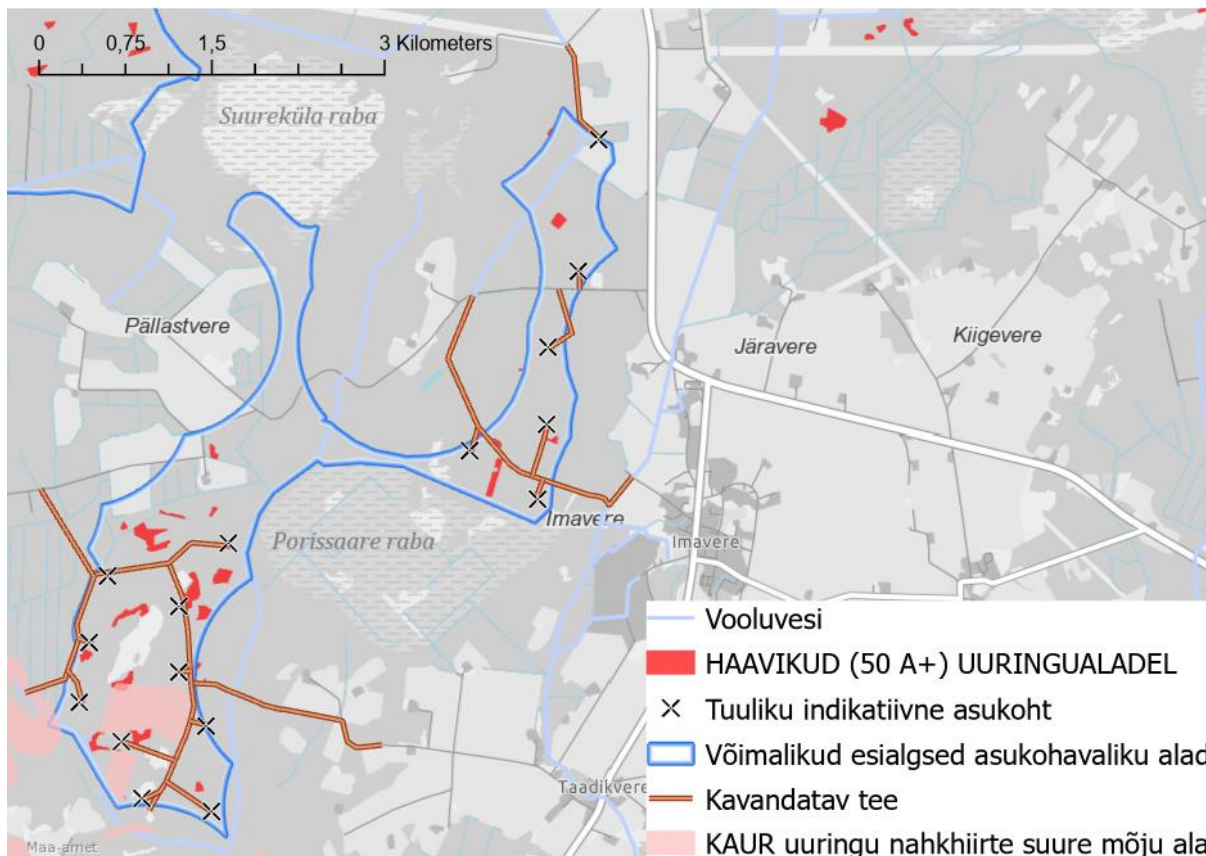 0 0,75 1,5 3 Kilometers
Suureküla raba
Pällastvere
Järavere
Kiigevere
Imavere
Porissaare raba
Imavere
Taadikvere
Vooluvesi
HAAVIKUD (50 A+) UURINGUALADEL
Tuuliku indikatiivne asukoht
Võimalikud esialgsed asukohavaliku alad
Kavandatav tee
KAUR uuringu nahkhiirte suure mõju ala
Maa-amet